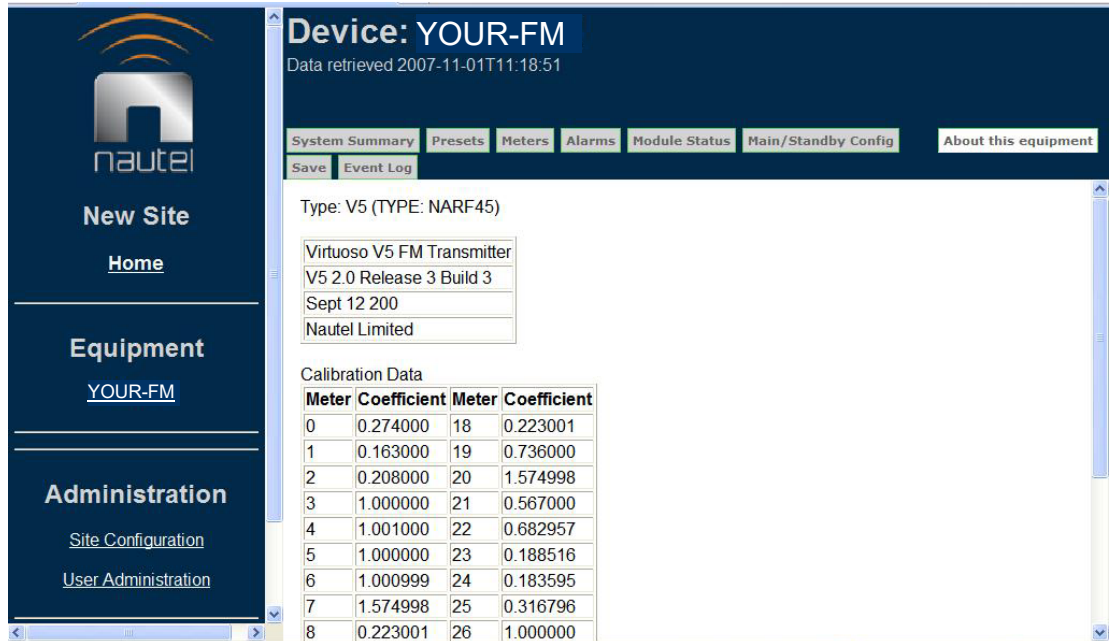 nautel
New Site
Home
Equipment
YOUR-FM
Administration
Site Configuration
User Administration
Device: YOUR-FM
Data retrieved 2007-11-01T11:18:51
System Summary Presets Meters Alarms Module Status Main/Standby Config About this equipment
Save Event Log
Type: V5 (TYPE: NARF45)
Virtuoso V5 FM Transmitter
V5 2.0 Release 3 Build 3
Sept 12 200
Nautel Limited
Calibration Data
Meter Coefficient Meter Coefficient
0 0.274000 18 0.223001
1 0.163000 19 0.736000
2 0.208000 20 1.574998
3 1.000000 21 0.567000
4 1.001000 22 0.682957
5 1.000000 23 0.188516
6 1.000999 24 0.183595
7 1.574998 25 0.316796
8 0.223001 26 1.000000